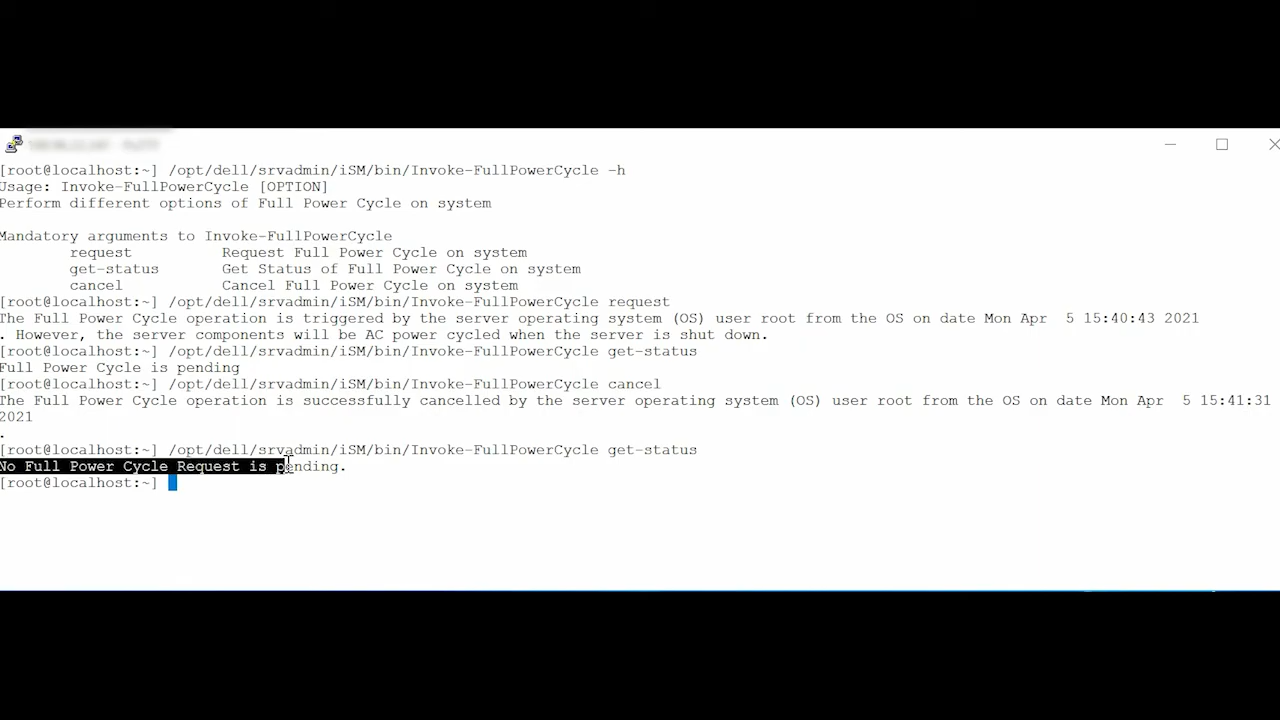 [root@localhost:~] /opt/dell/srvadmin/iSM/bin/Invoke-FullPowerCycle -h
Usage: Invoke-FullPowerCycle [OPTION]
Perform different options of Full Power Cycle on system
Mandatory arguments to Invoke-FullPowerCycle
request Request Full Power Cycle on system
get-status Get Status of Full Power Cycle on system
cancel Cancel Full Power Cycle on system
[root@localhost:~] /opt/dell/srvadmin/iSM/bin/Invoke-FullPowerCycle request
The Full Power Cycle operation is triggered by the server operating system (OS) user root from the OS on date Mon Apr  5 15:40:43 2021
. However, the server components will be AC power cycled when the server is shut down.
[root@localhost:~] /opt/dell/srvadmin/iSM/bin/Invoke-FullPowerCycle get-status
Full Power Cycle is pending
[root@localhost:~] /opt/dell/srvadmin/iSM/bin/Invoke-FullPowerCycle cancel
The Full Power Cycle operation is successfully cancelled by the server operating system (OS) user root from the OS on date Mon Apr  5 15:41:31
2021
.
[root@localhost:~] /opt/dell/srvadmin/iSM/bin/Invoke-FullPowerCycle get-status
No Full Power Cycle Request is pending.
[root@localhost:~]